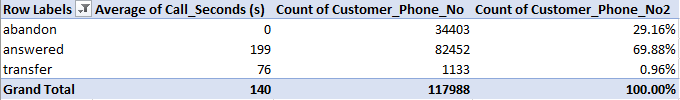 Row Labels Average of Call_Seconds (s) Count of Customer_Phone_No Count of Customer_Phone_No2
abandon 0 34403 29.16%
answered 199 82452 69.88%
transfer 76 1133 0.96%
Grand Total 140 117988 100.00%